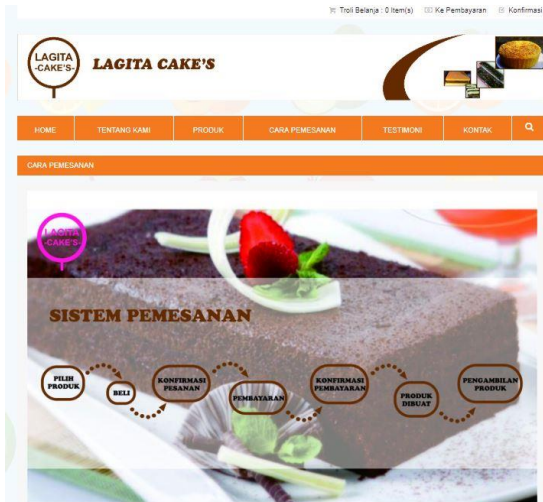 Troli Belanja : 0 Item(s) Ke Pembayaran Konfirmasi
LAGITA
-CAKE'S-
LAGITA CAKE'S
HOME TENTANG KAMI PRODUK CARA PEMESANAN TESTIMONI KONTAK
CARA PEMESANAN
LAGITA
-CAKE'S-
SISTEM PEMESANAN
PILIH
PRODUK
BELI
KONFIRMASI
PESANAN
PEMBAYARAN
KONFIRMASI
PEMBAYARAN
PRODUK
DIBUAT
PENGAMBILAN
PRODUK